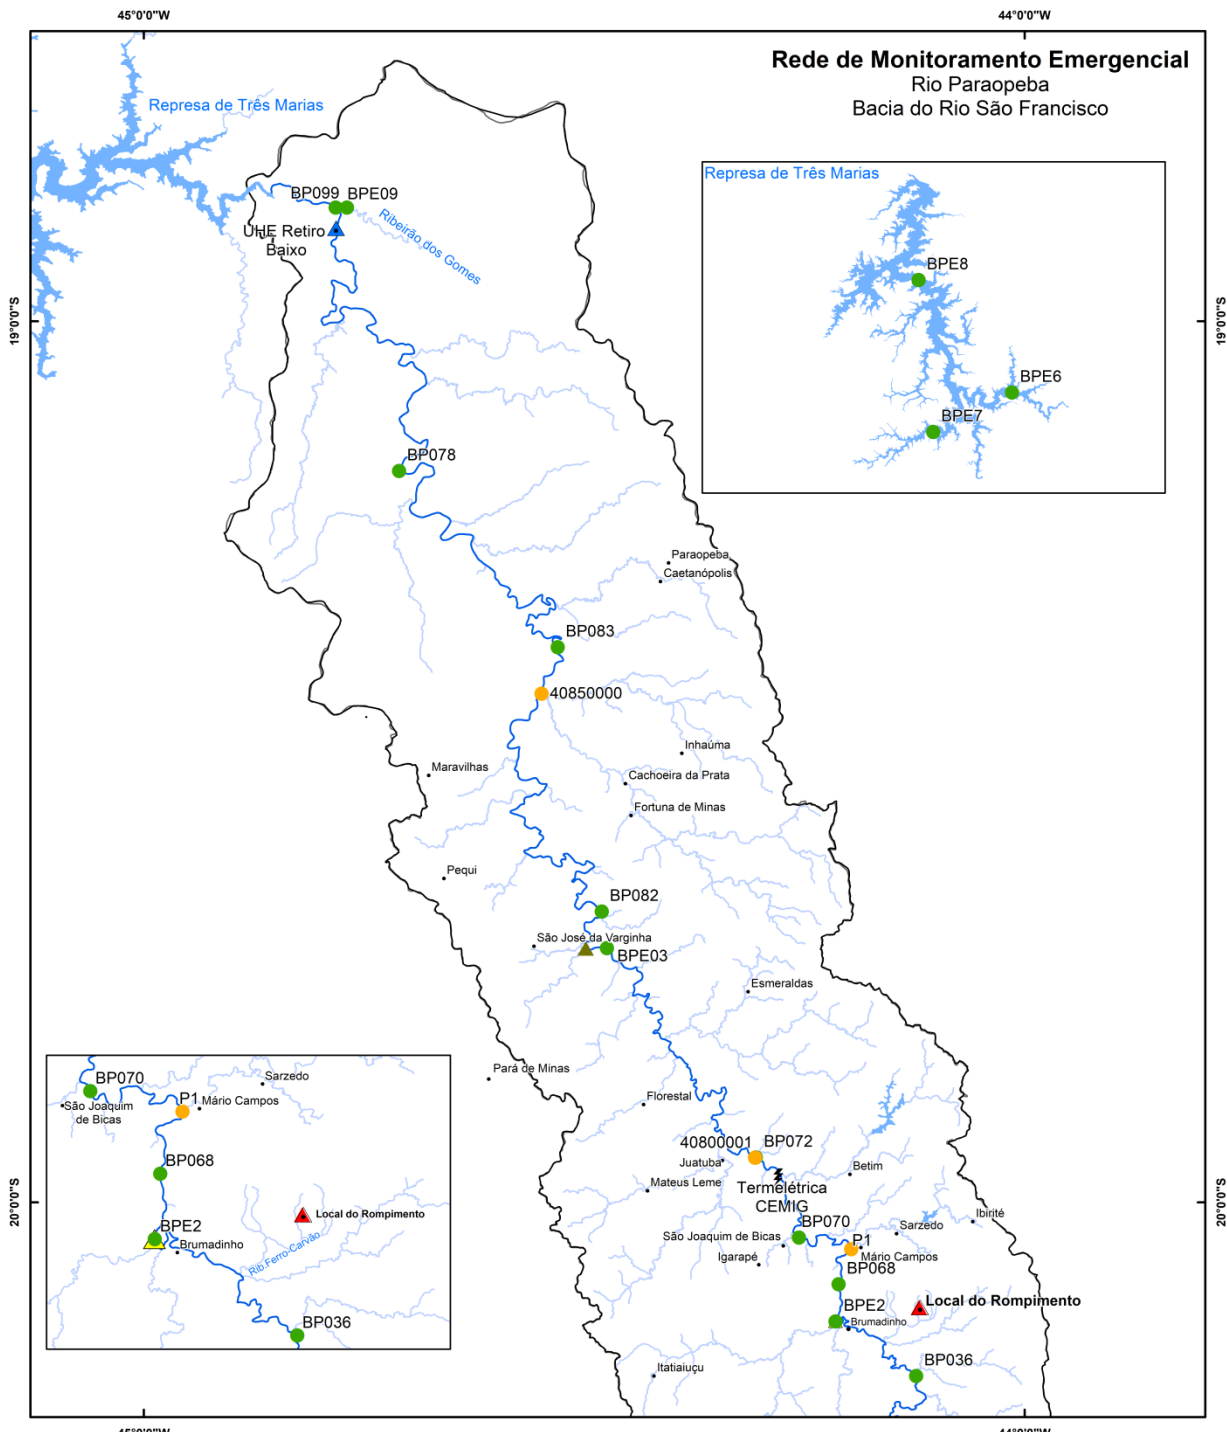 45°0'0"W
44°0'0"W
Rede de Monitoramento Emergencial
Rio Paraopeba
Bacia do Rio São Francisco
Represa de Três Marias
Represa de Três Marias
BP099
BPE09
Ribeirão dos Gomes
UHE Retiro
Baixo
BPE8
19°0'0"S
19°0'0"S
BPE6
BPE7
BP078
Paraopeba
Caetanópolis
BP083
40850000
Inhaúma
Maravilhas
Cachoeira da Prata
Fortuna de Minas
Pequi
BP082
São José da Varginha
BPE03
Esmeraldas
Pará de Minas
Florestal
BP070
Sarzedo
P1
Mário Campos
São Joaquim
de Bicas
BP068
Local do Rompimento
BPE2
Brumadinho
Rib.Ferro-Carvão
BP036
40800001
BP072
Juatuba
Betim
Mateus Leme
Termelétrica
CEMIG
20°0'0"S
20°0'0"S
Ibirité
BP070
Sarzedo
São Joaquim de Bicas
P1
Mário Campos
Igarapé
BP068
Local do Rompimento
BPE2
Brumadinho
BP036
Itatiaiuçu
45°0'0"W
44°0'0"W